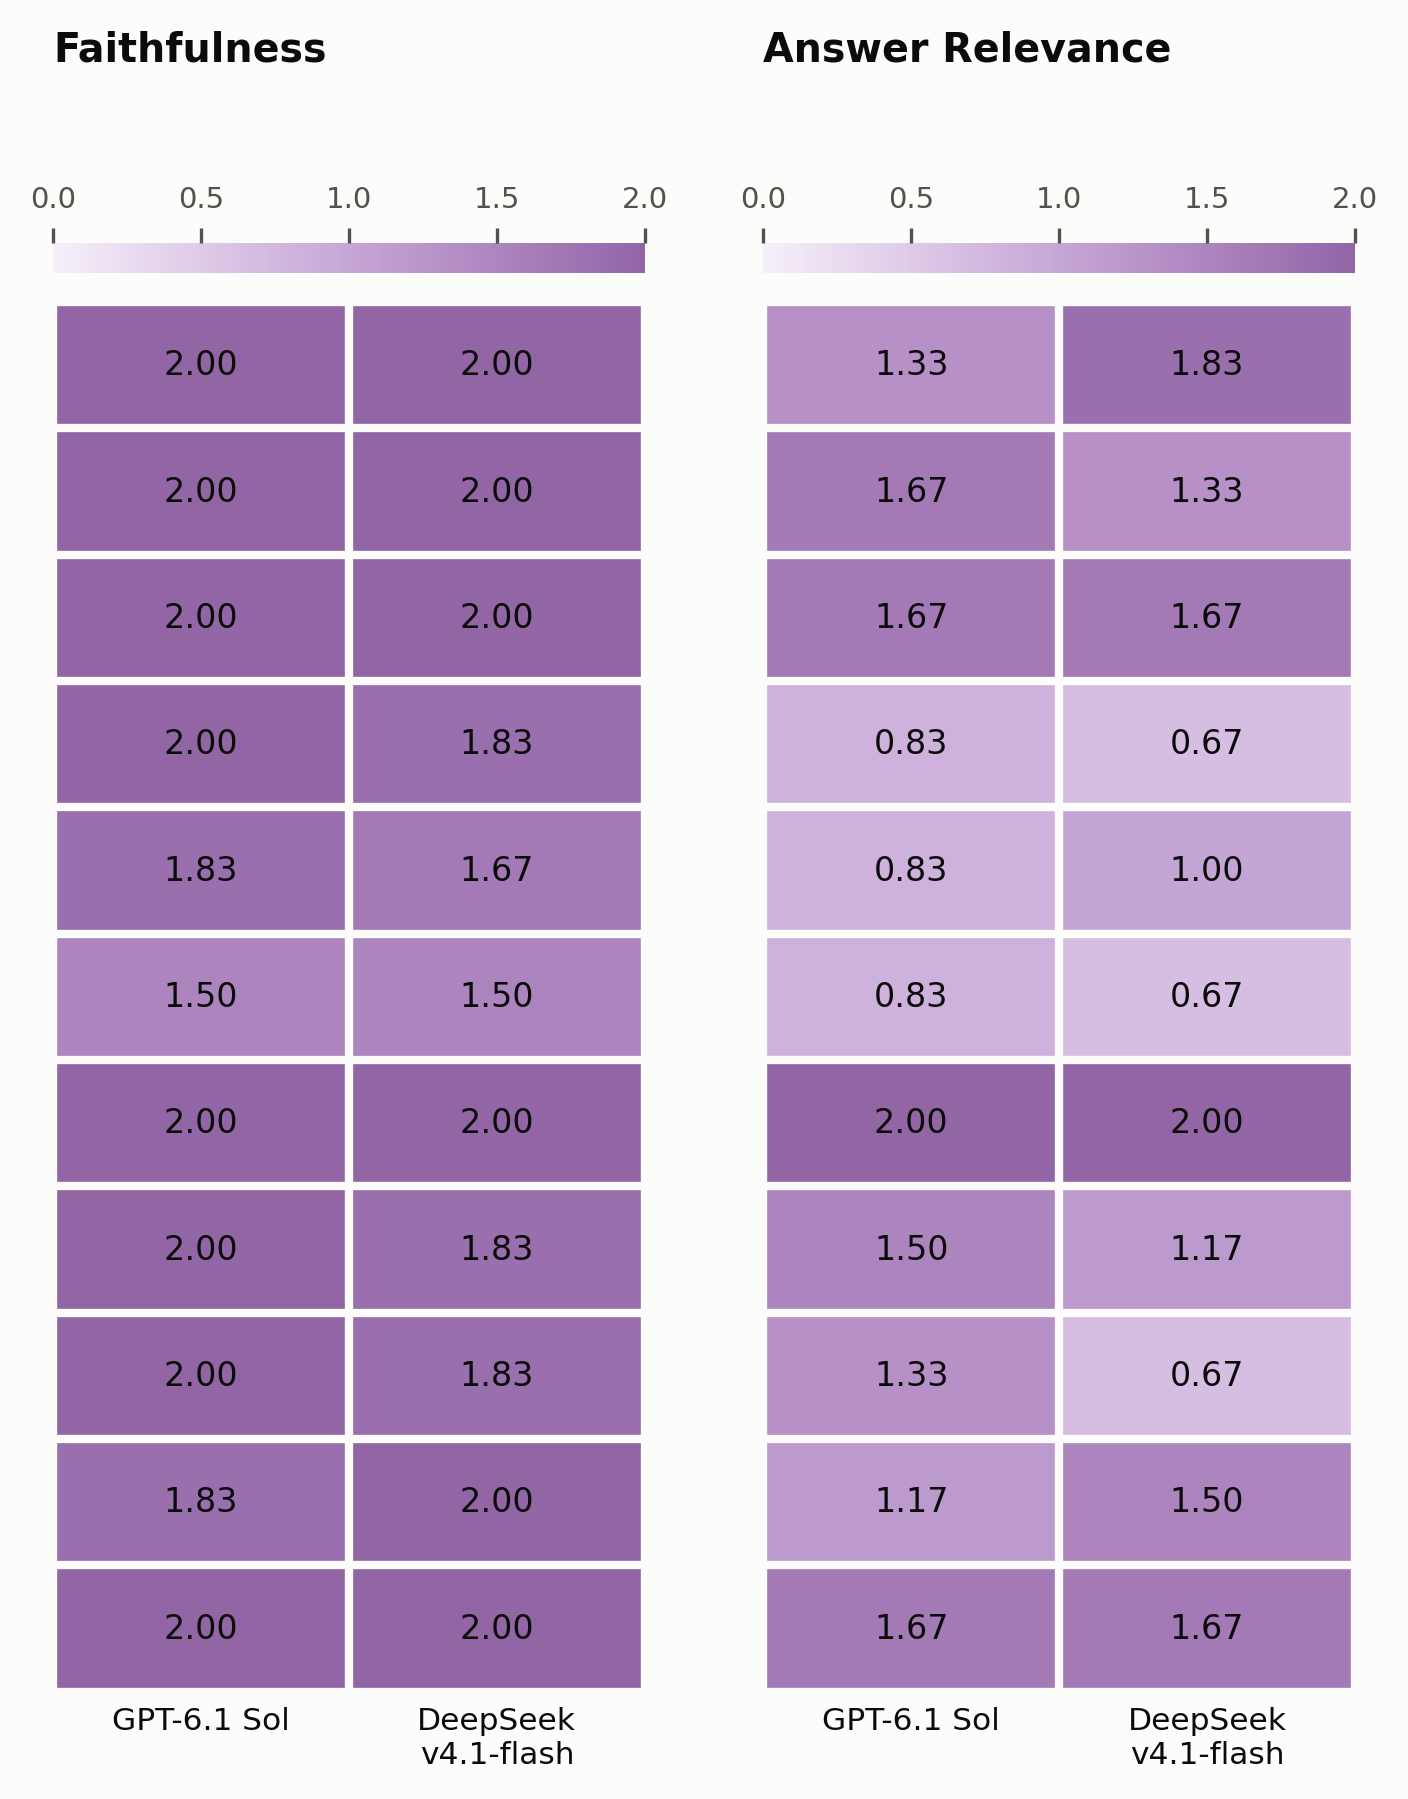 Faithfulness
Answer Relevance
0.0 0.5 1.0 1.5 2.0
0.0 0.5 1.0 1.5 2.0
2.00 2.00 1.33 1.83
2.00 2.00 1.67 1.33
2.00 2.00 1.67 1.67
2.00 1.83 0.83 0.67
1.83 1.67 0.83 1.00
1.50 1.50 0.83 0.67
2.00 2.00 2.00 2.00
2.00 1.83 1.50 1.17
2.00 1.83 1.33 0.67
1.83 2.00 1.17 1.50
2.00 2.00 1.67 1.67
GPT-6.1 Sol
DeepSeek
v4.1-flash
GPT-6.1 Sol
DeepSeek
v4.1-flash